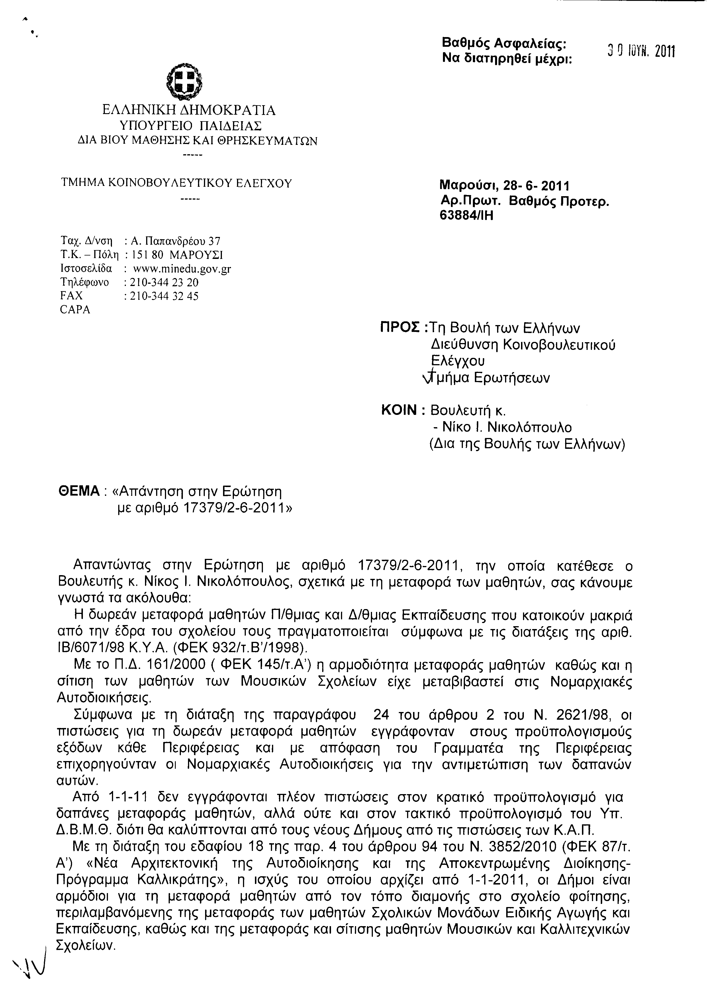 Βαθμός Ασφαλείας:
Να διατηρηθεί μέχρι:
30 ΙΟΥΝ. 2011
ΕΛΛΗΝΙΚΗ ΔΗΜΟΚΡΑΤΙΑ
ΥΠΟΥΡΓΕΙΟ ΠΑΙΔΕΙΑΣ
ΔΙΑ ΒΙΟΥ ΜΑΘΗΣΗΣ ΚΑΙ ΘΡΗΣΚΕΥΜΑΤΩΝ
-----
ΤΜΗΜΑ ΚΟΙΝΟΒΟΥΛΕΥΤΙΚΟΥ ΕΛΕΓΧΟΥ
-----
Μαρούσι, 28- 6- 2011
Αρ.Πρωτ. Βαθμός Προτερ.
63884/ΙΗ
Ταχ. Δ/νση : Α. Παπανδρέου 37
Τ.Κ. – Πόλη : 151 80 ΜΑΡΟΥΣΙ
Ιστοσελίδα : www.minedu.gov.gr
Τηλέφωνο : 210-344 23 20
FAX : 210-344 32 45
CAPA
ΠΡΟΣ :Τη Βουλή των Ελλήνων
Διεύθυνση Κοινοβουλευτικού
Ελέγχου
Τμήμα Ερωτήσεων
ΚΟΙΝ : Βουλευτή κ.
- Νίκο Ι. Νικολόπουλο
(Δια της Βουλής των Ελλήνων)
ΘΕΜΑ : «Απάντηση στην Ερώτηση
με αριθμό 17379/2-6-2011»
Απαντώντας στην Ερώτηση με αριθμό 17379/2-6-2011, την οποία κατέθεσε ο
Βουλευτής κ. Νίκος Ι. Νικολόπουλος, σχετικά με τη μεταφορά των μαθητών, σας κάνουμε
γνωστά τα ακόλουθα:
Η δωρεάν μεταφορά μαθητών Π/θμιας και Δ/θμιας Εκπαίδευσης που κατοικούν μακριά
από την έδρα του σχολείου τους πραγματοποιείται σύμφωνα με τις διατάξεις της αριθ.
ΙΒ/6071/98 Κ.Υ.Α. (ΦΕΚ 932/τ.Β'/1998).
Με το Π.Δ. 161/2000 ( ΦΕΚ 145/τ.Α') η αρμοδιότητα μεταφοράς μαθητών καθώς και η
σίτιση των μαθητών των Μουσικών Σχολείων είχε μεταβιβαστεί στις Νομαρχιακές
Αυτοδιοικήσεις.
Σύμφωνα με τη διάταξη της παραγράφου 24 του άρθρου 2 του Ν. 2621/98, οι
πιστώσεις για τη δωρεάν μεταφορά μαθητών εγγράφονταν στους προϋπολογισμούς
εξόδων κάθε Περιφέρειας και με απόφαση του Γραμματέα της Περιφέρειας
επιχορηγούνταν οι Νομαρχιακές Αυτοδιοικήσεις για την αντιμετώπιση των δαπανών
αυτών.
Από 1-1-11 δεν εγγράφονται πλέον πιστώσεις στον κρατικό προϋπολογισμό για
δαπάνες μεταφοράς μαθητών, αλλά ούτε και στον τακτικό προϋπολογισμό του Υπ.
Δ.Β.Μ.Θ. διότι θα καλύπτονται από τους νέους Δήμους από τις πιστώσεις των Κ.Α.Π.
Με τη διάταξη του εδαφίου 18 της παρ. 4 του άρθρου 94 του Ν. 3852/2010 (ΦΕΚ 87/τ.
Α') «Νέα Αρχιτεκτονική της Αυτοδιοίκησης και της Αποκεντρωμένης Διοίκησης-
Πρόγραμμα Καλλικράτης», η ισχύς του οποίου αρχίζει από 1-1-2011, οι Δήμοι είναι
αρμόδιοι για τη μεταφορά μαθητών από τον τόπο διαμονής στο σχολείο φοίτησης,
περιλαμβανόμενης της μεταφοράς των μαθητών Σχολικών Μονάδων Ειδικής Αγωγής και
Εκπαίδευσης, καθώς και της μεταφοράς και σίτισης μαθητών Μουσικών και Καλλιτεχνικών
Σχολείων.